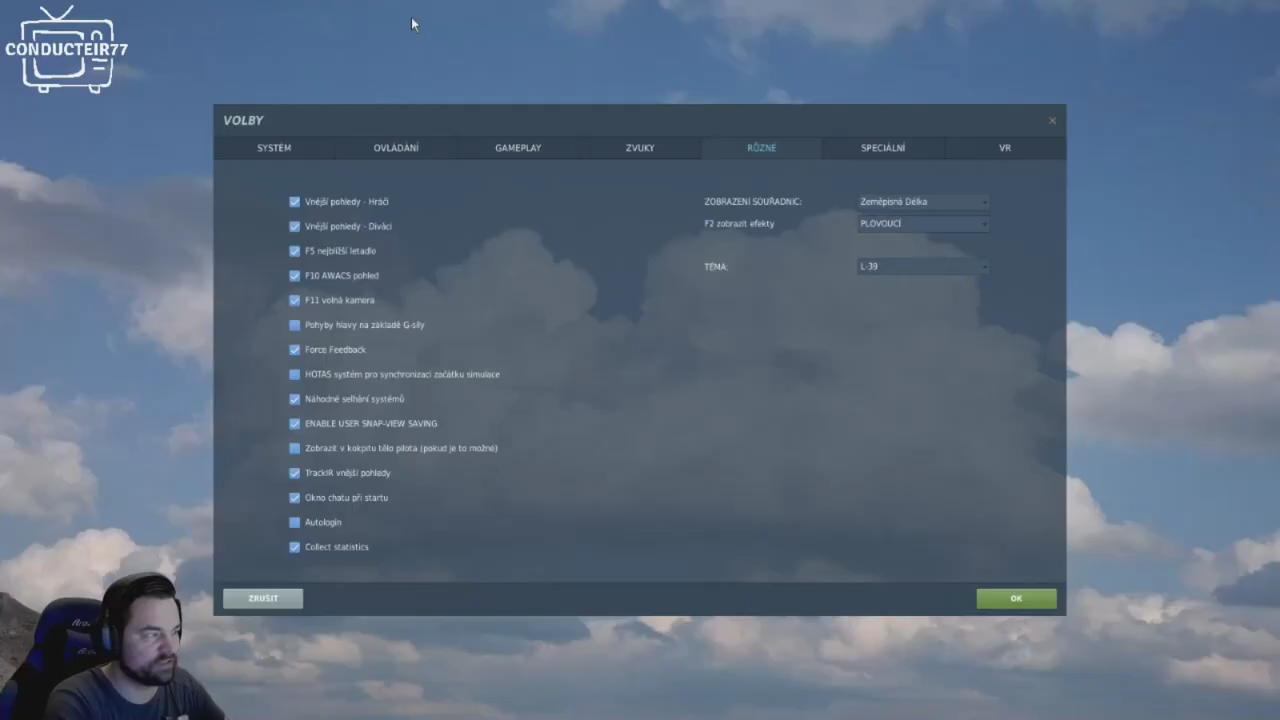 CONDUCTEIR77
VOLBY
SYSTÉM OVLÁDÁNÍ GAMEPLAY ZVUKY RŮZNÉ SPECIÁLNÍ VR
Vnější pohledy - Hráči
Vnější pohledy - Diváci
F5 nejbližší letadlo
F10 AWACS pohled
F11 volná kamera
Pohyby hlavy na základě G-síly
Force Feedback
HOTAS systém pro synchronizaci začátku simulace
Náhodné selhání systémů
ENABLE USER SNAP-VIEW SAVING
Zobrazit v kokpitu tělo pilota (pokud je to možné)
TrackIR vnější pohledy
Okno chatu při startu
Autologin
Collect statistics
ZOBRAZENÍ SOUŘADNIC: Zeměpisná Délka
F2 zobrazit efekty PLOVOUCÍ
TÉMA: L-39
ZRUŠIT OK